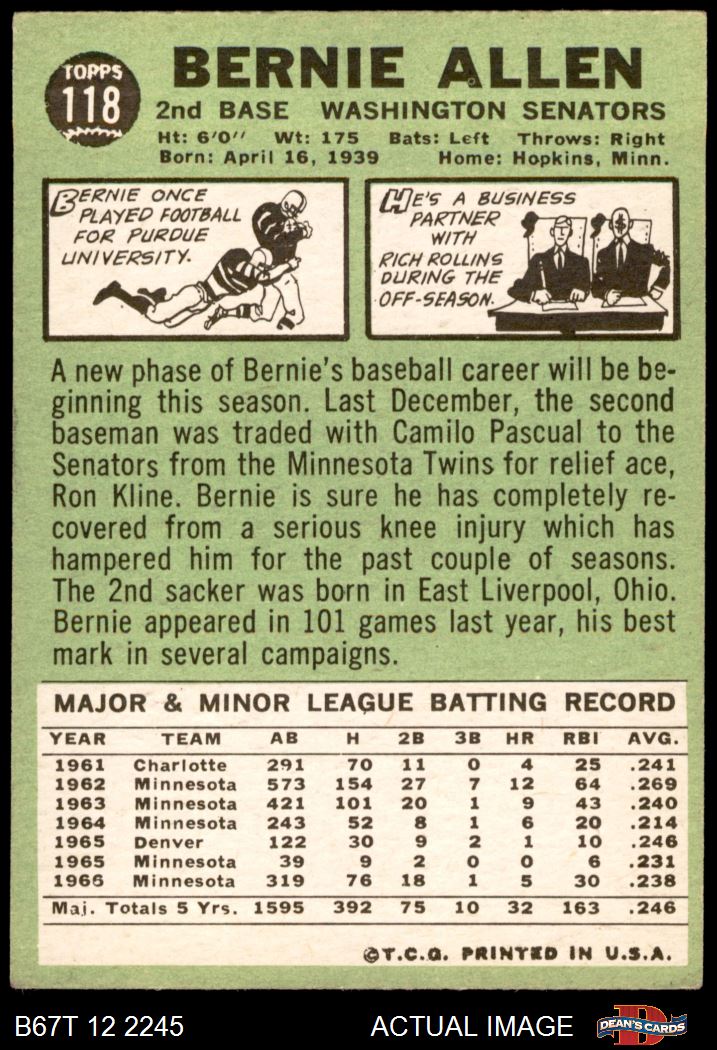 TOPPS
118
BERNIE ALLEN
2nd BASE WASHINGTON SENATORS
Ht: 6'0'' Wt: 175 Bats: Left Throws: Right
Born: April 16, 1939 Home: Hopkins, Minn.
BERNIE ONCE
PLAYED FOOTBALL
FOR PURDUE
UNIVERSITY.
HE'S A BUSINESS
PARTNER
WITH
RICH ROLLINS
DURING THE
OFF-SEASON.
A new phase of Bernie's baseball career will be be-
ginning this season. Last December, the second
baseman was traded with Camilo Pascual to the
Senators from the Minnesota Twins for relief ace,
Ron Kline. Bernie is sure he has completely re-
covered from a serious knee injury which has
hampered him for the past couple of seasons.
The 2nd sacker was born in East Liverpool, Ohio.
Bernie appeared in 101 games last year, his best
mark in several campaigns.
MAJOR & MINOR LEAGUE BATTING RECORD
YEAR TEAM AB H 2B 3B HR RBI AVG.
1961 Charlotte 291 70 11 0 4 25 .241
1962 Minnesota 573 154 27 7 12 64 .269
1963 Minnesota 421 101 20 1 9 43 .240
1964 Minnesota 243 52 8 1 6 20 .214
1965 Denver 122 30 9 2 1 10 .246
1965 Minnesota 39 9 2 0 0 6 .231
1966 Minnesota 319 76 18 1 5 30 .238
Maj. Totals 5 Yrs. 1595 392 75 10 32 163 .246
©T.C.G. PRINTED IN U.S.A.
B67T 12 2245 ACTUAL IMAGE
D
DEAN'S CARDS